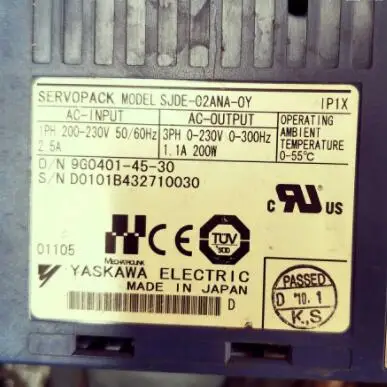 SERVOPACK MODEL SJDE-02ANA-OY IP1X
AC-INPUT AC-OUTPUT OPERATING AMBIENT TEMPERATURE 0-55℃
1PH 200-230V 50/60Hz 3PH 0-230V 0-300Hz
2.5A 1.1A 200W
O/N 9G0401-45-30
S/N D0101B432710030
C UL US
CE TÜV
01105 MECHATROLINK
YASKAWA ELECTRIC
MADE IN JAPAN
D
PASSED
D '10.1
K.S